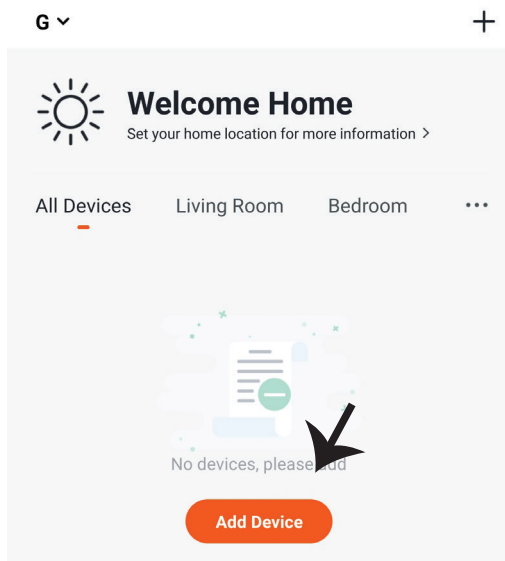 G
Welcome Home
Set your home location for more information >
All Devices Living Room Bedroom ...
No devices, please add
Add Device